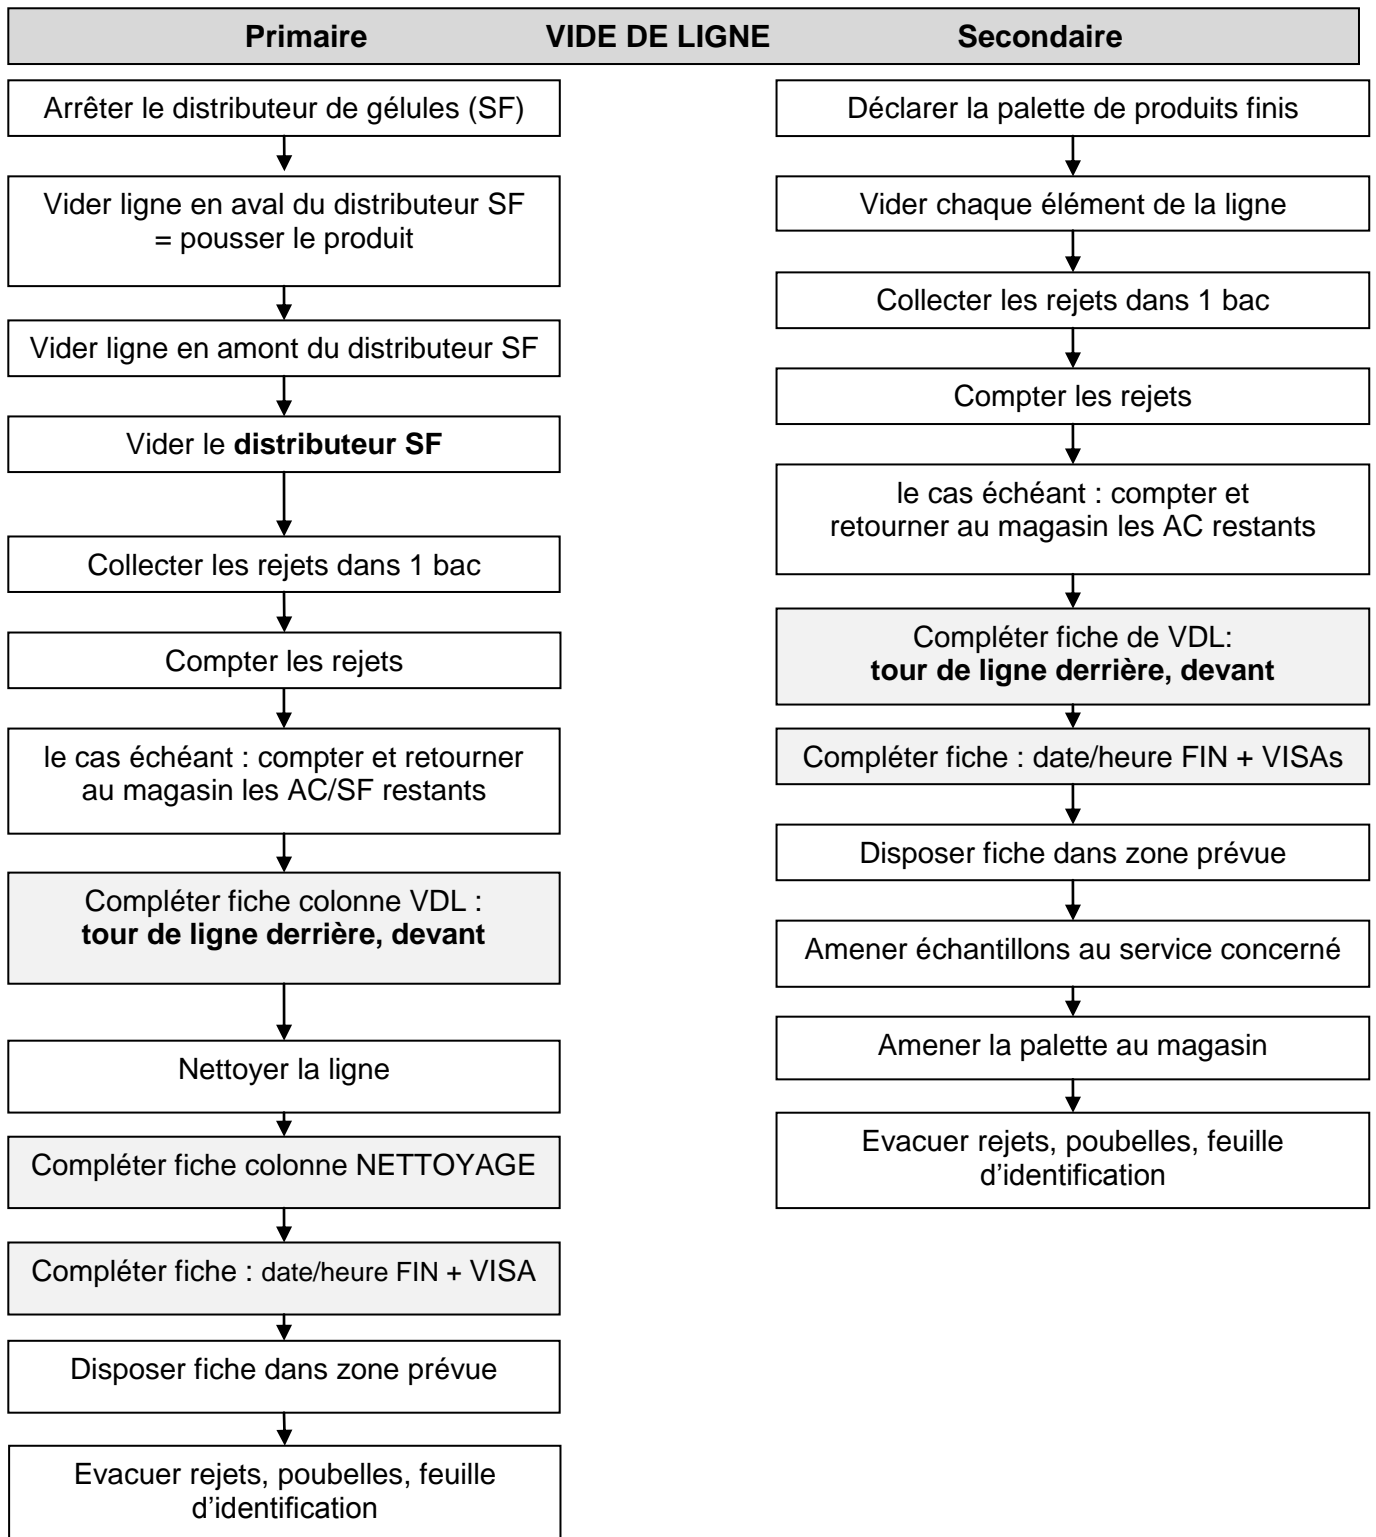 Primaire VIDE DE LIGNE Secondaire
Arrêter le distributeur de gélules (SF)
Vider ligne en aval du distributeur SF
= pousser le produit
Vider ligne en amont du distributeur SF
Vider le distributeur SF
Collecter les rejets dans 1 bac
Compter les rejets
le cas échéant : compter et retourner
au magasin les AC/SF restants
Compléter fiche colonne VDL :
tour de ligne derrière, devant
Nettoyer la ligne
Compléter fiche colonne NETTOYAGE
Compléter fiche : date/heure FIN + VISA
Disposer fiche dans zone prévue
Evacuer rejets, poubelles, feuille
d’identification
Déclarer la palette de produits finis
Vider chaque élément de la ligne
Collecter les rejets dans 1 bac
Compter les rejets
le cas échéant : compter et
retourner au magasin les AC restants
Compléter fiche de VDL:
tour de ligne derrière, devant
Compléter fiche : date/heure FIN + VISAs
Disposer fiche dans zone prévue
Amener échantillons au service concerné
Amener la palette au magasin
Evacuer rejets, poubelles, feuille
d’identification